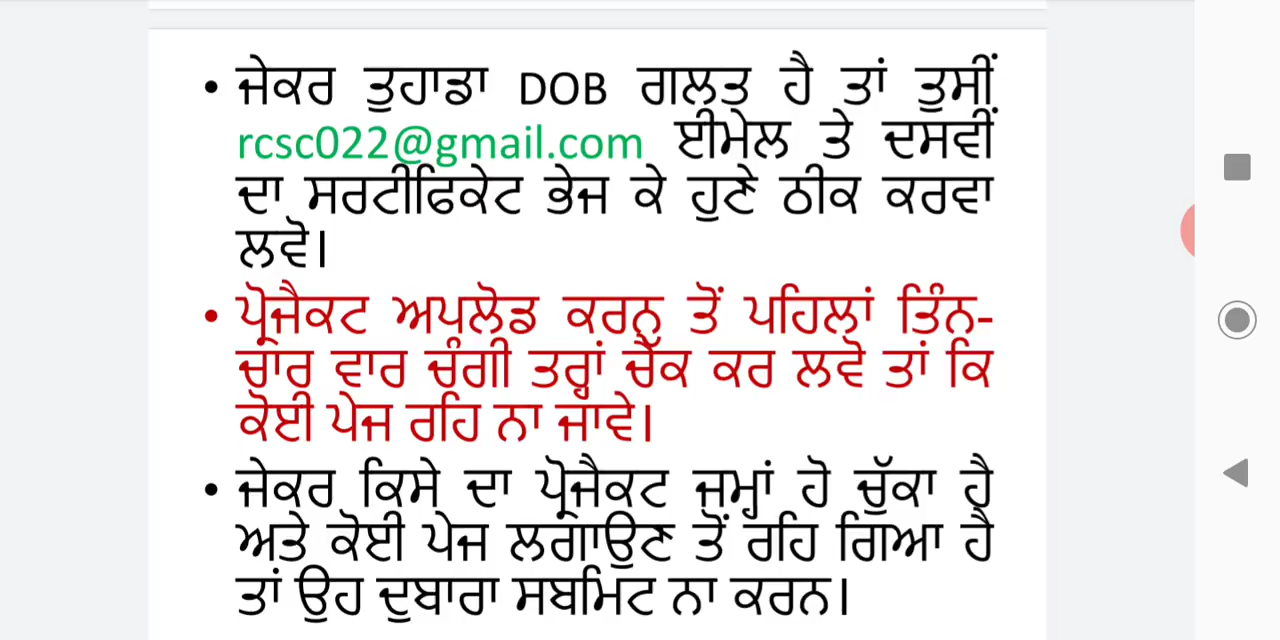 • ਜੇਕਰ ਤੁਹਾਡਾ DOB ਗਲਤ ਹੈ ਤਾਂ ਤੁਸੀਂ
rcsc022@gmail.com ਈਮੇਲ ਤੇ ਦਸਵੀਂ
ਦਾ ਸਰਟੀਫਿਕੇਟ ਭੇਜ ਕੇ ਹੁਣੇ ਠੀਕ ਕਰਵਾ
ਲਵੋ।
• ਪ੍ਰੋਜੈਕਟ ਅਪਲੋਡ ਕਰਨ ਤੋਂ ਪਹਿਲਾਂ ਤਿੰਨ-
ਚਾਰ ਵਾਰ ਚੰਗੀ ਤਰ੍ਹਾਂ ਚੈੱਕ ਕਰ ਲਵੋ ਤਾਂ ਕਿ
ਕੋਈ ਪੇਜ ਰਹਿ ਨਾ ਜਾਵੇ।
• ਜੇਕਰ ਕਿਸੇ ਦਾ ਪ੍ਰੋਜੈਕਟ ਜਮ੍ਹਾਂ ਹੋ ਚੁੱਕਾ ਹੈ
ਅਤੇ ਕੋਈ ਪੇਜ ਲਗਾਉਣ ਤੋਂ ਰਹਿ ਗਿਆ ਹੈ
ਤਾਂ ਉਹ ਦੁਬਾਰਾ ਸਬਮਿਟ ਨਾ ਕਰਨ।